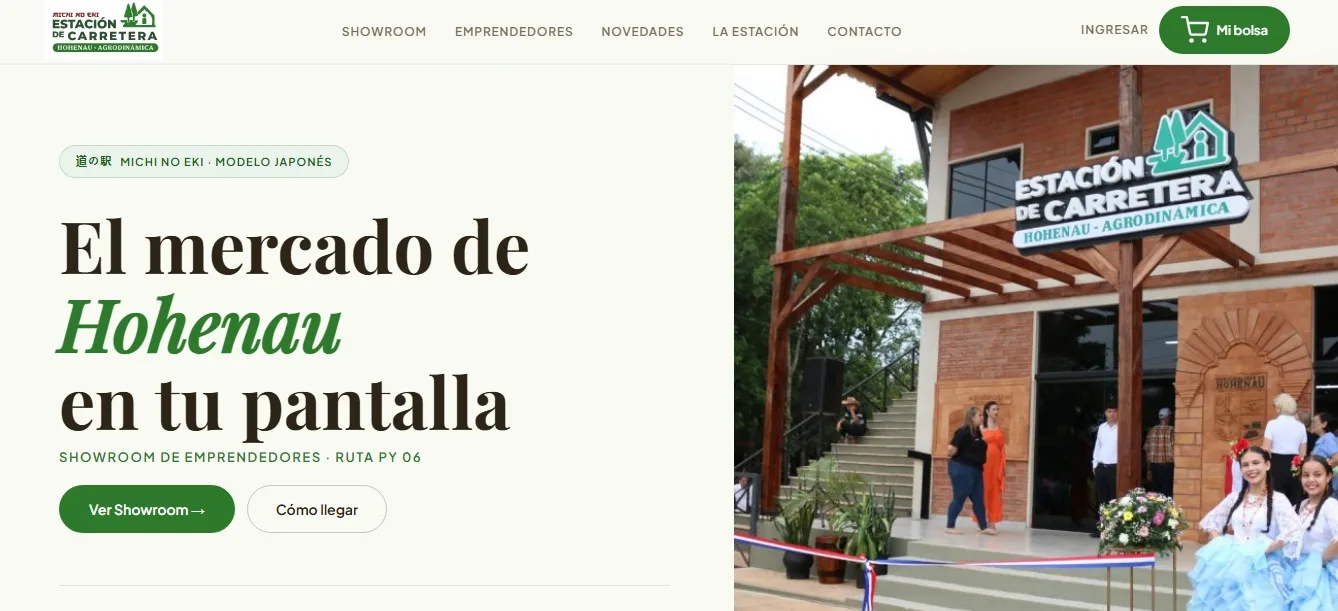 MICHI NO EKI
ESTACIÓN
DE CARRETERA
HOHENAU - AGRODINÁMICA
SHOWROOM
EMPRENDEDORES
NOVEDADES
LA ESTACIÓN
CONTACTO
INGRESAR
Mi bolsa
道の駅 MICHI NO EKI · MODELO JAPONÉS
El mercado de
Hohenau
en tu pantalla
SHOWROOM DE EMPRENDEDORES · RUTA PY 06
Ver Showroom →
Cómo llegar
ESTACIÓN
DE CARRETERA
HOHENAU - AGRODINÁMICA
HOHENAU